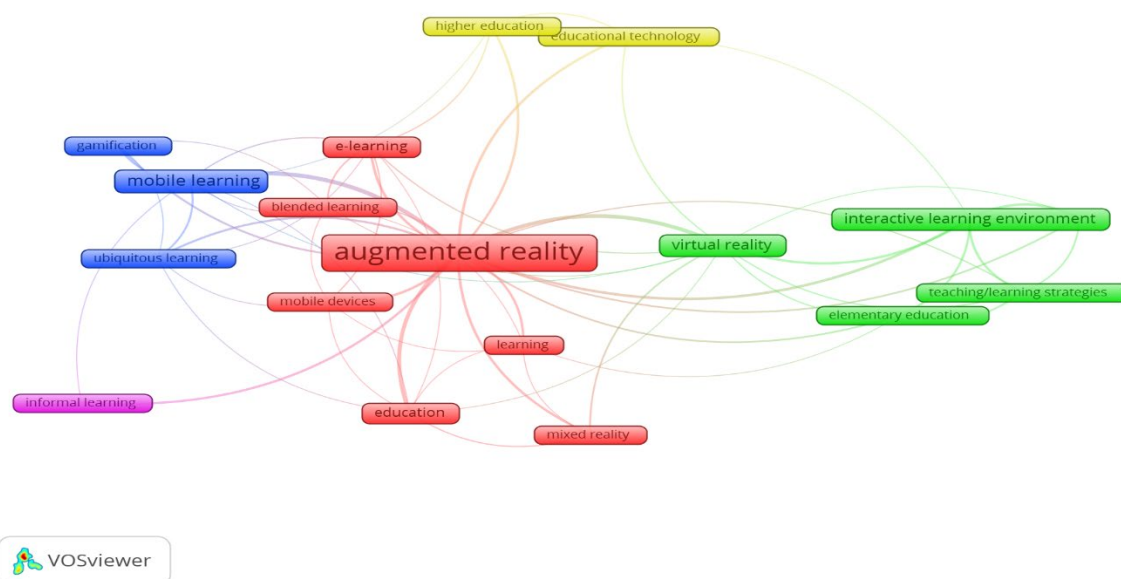 higher education
educational technology
gamification
e-learning
mobile learning
blended learning
interactive learning environment
augmented reality
virtual reality
ubiquitous learning
teaching/learning strategies
mobile devices
elementary education
learning
informal learning
education
mixed reality
VOSviewer